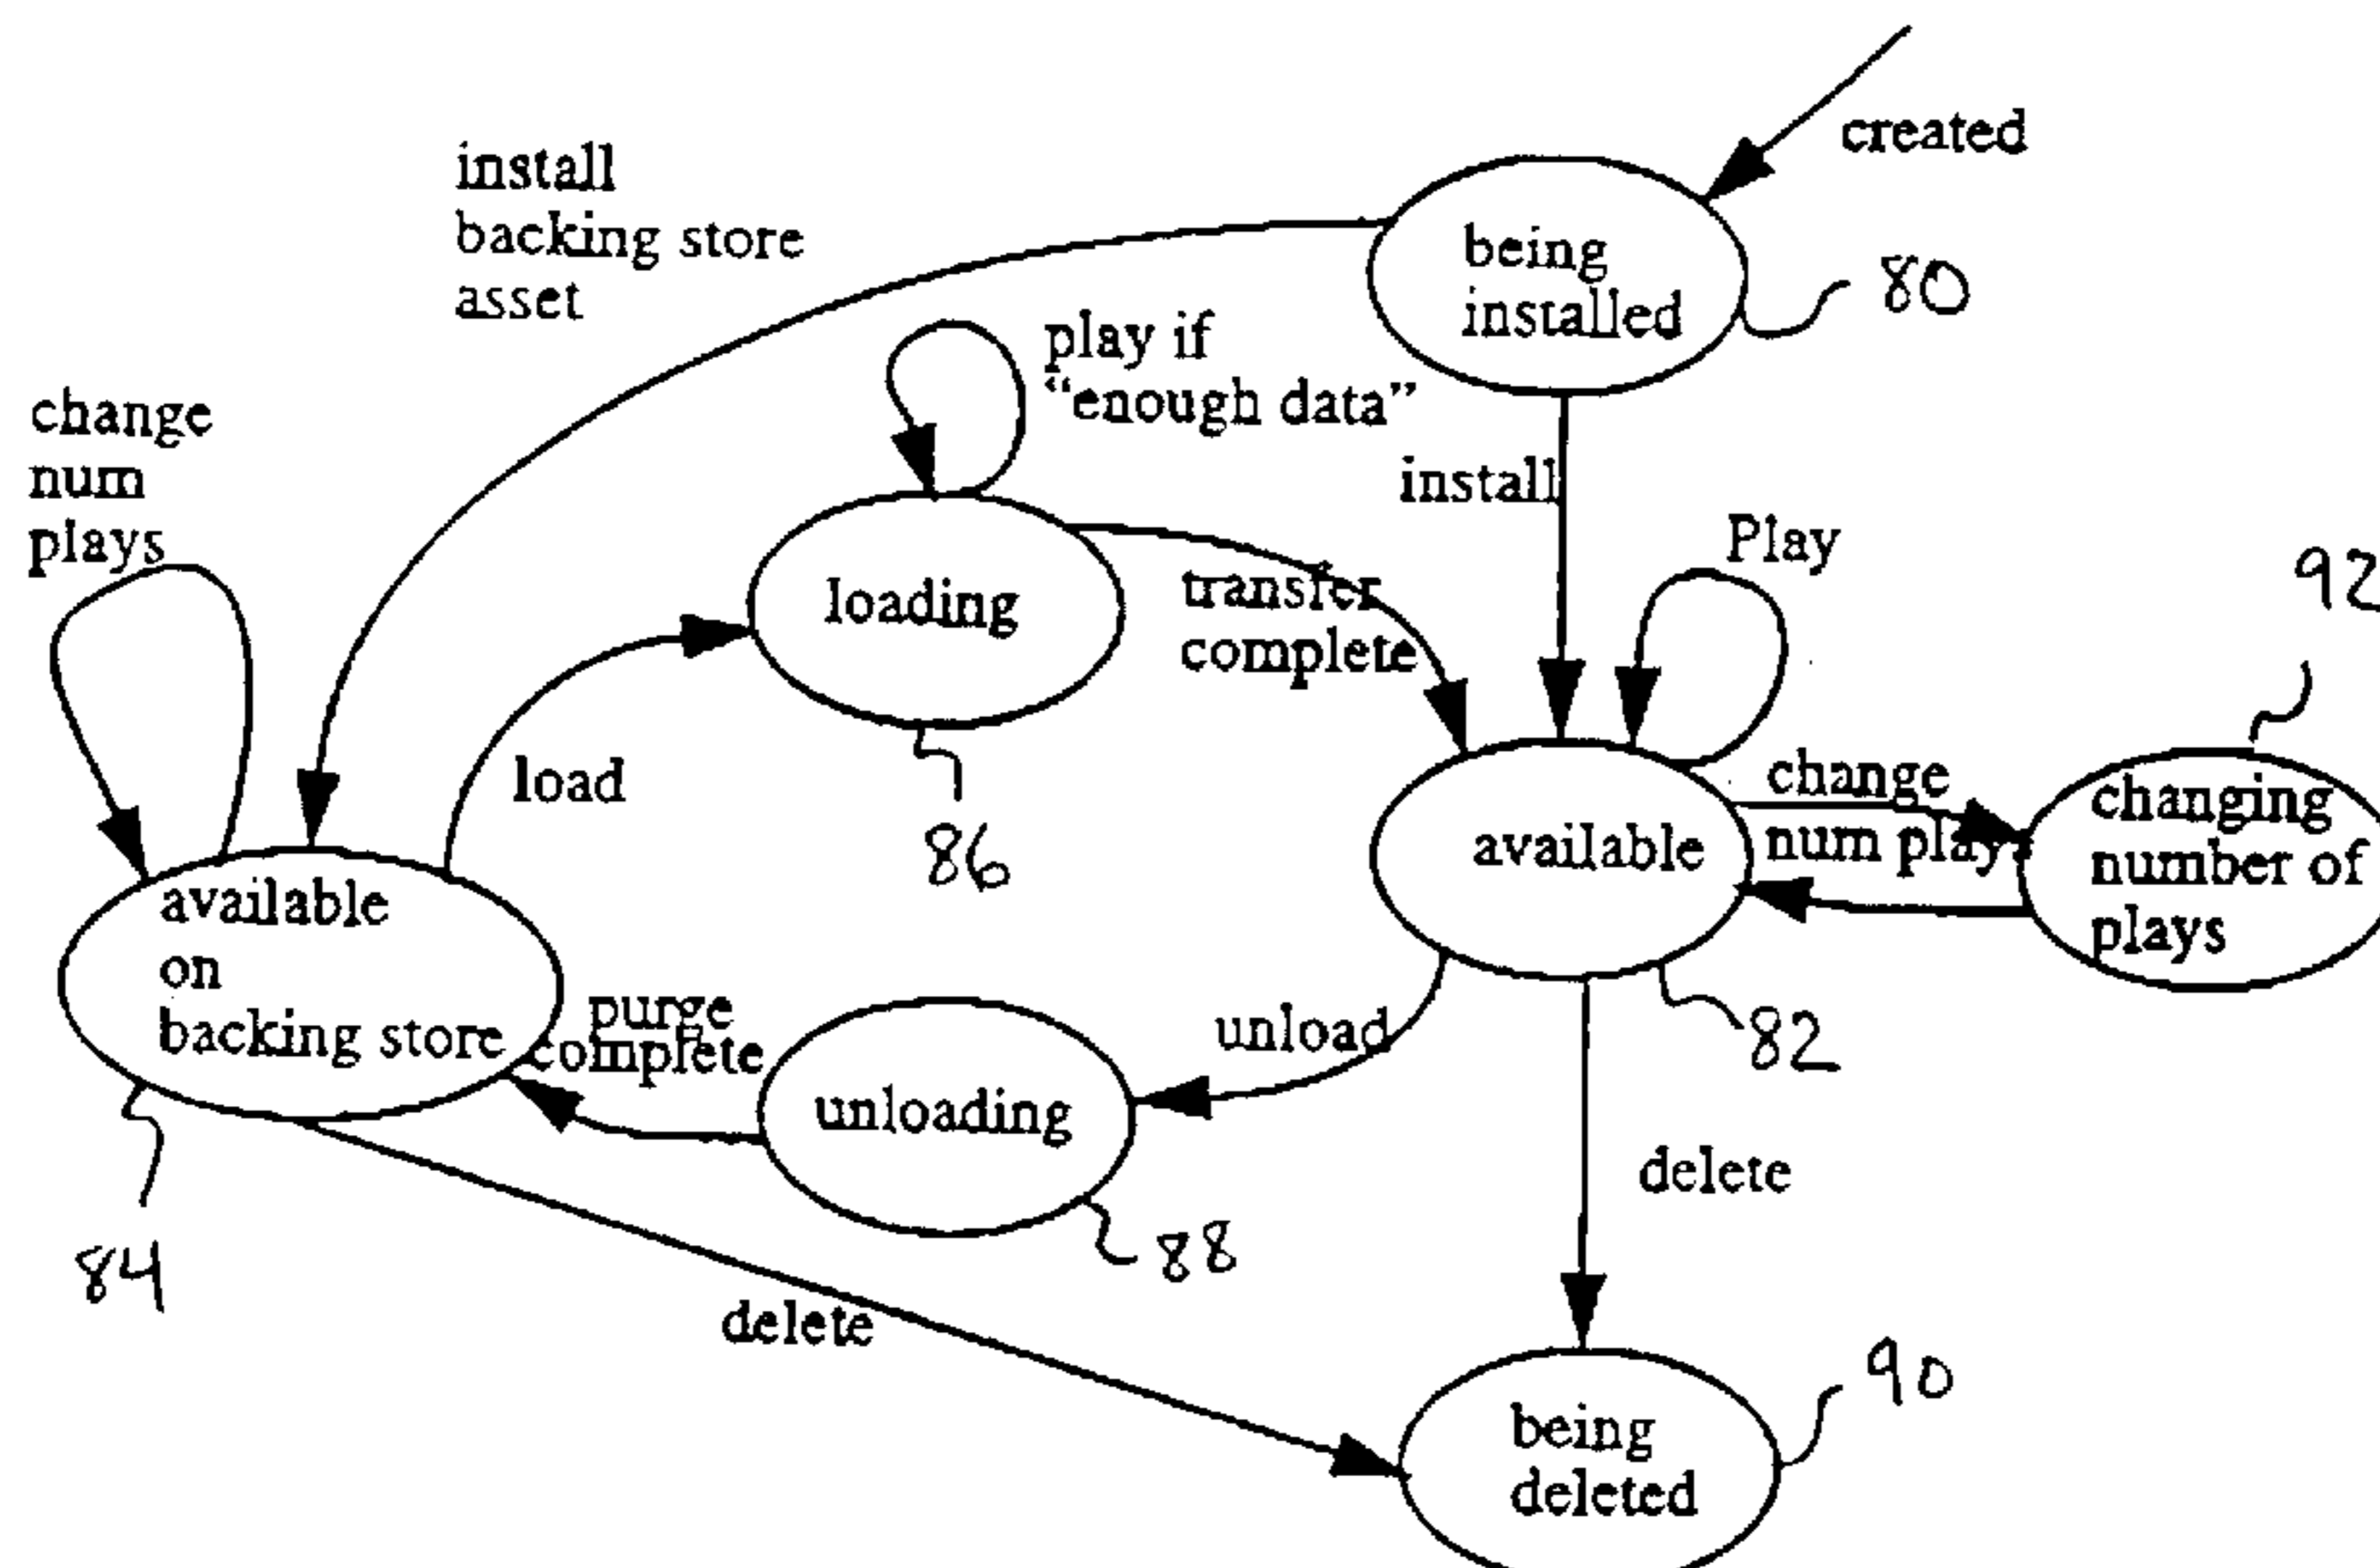 created
install
backing store
asset
being
installed
80
play if
“enough data”
change
num
plays
install
Play
92
loading
transfer
complete
load
86
available
change
num play
changing
number of
plays
available
on
backing store
purge
complete
unloading
unload
82
84
88
delete
delete
90
being
deleted